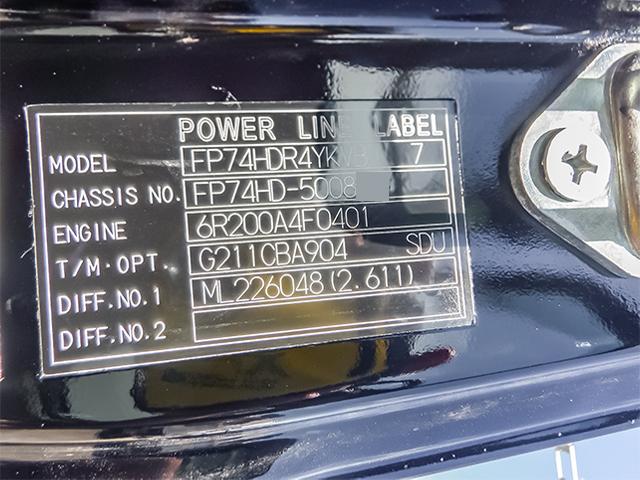 POWER LINE LABEL
MODEL FP74HDR4YKVB 7
CHASSIS NO. FP74HD-5008
ENGINE 6R200A4F0401
T/M·OPT. G211CBA904 SDU
DIFF.NO.1 ML226048(2.611)
DIFF.NO.2